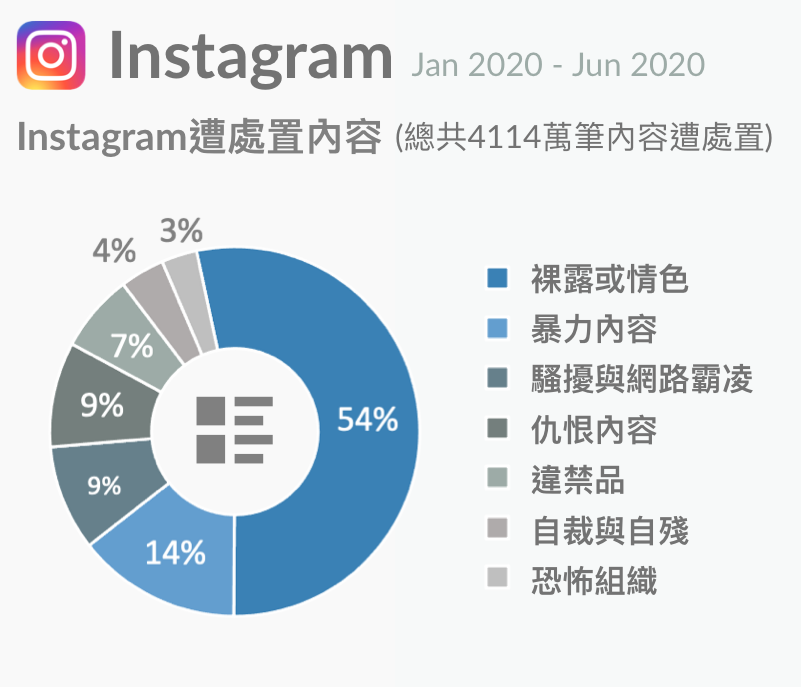 Instagram Jan 2020 - Jun 2020
Instagram遭處置內容 (總共4114萬筆內容遭處置)
3%
4%
7%
9%
9%
14%
54%
裸露或情色
暴力內容
騷擾與網路霸凌
仇恨內容
違禁品
自裁與自殘
恐怖組織